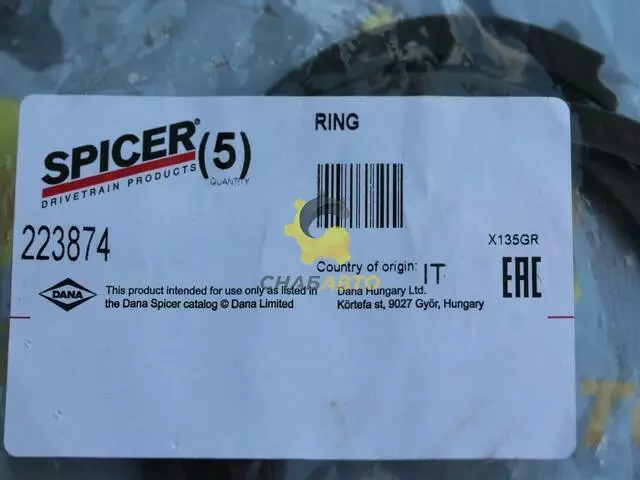 SPICER®
DRIVETRAIN PRODUCTS
(5)
QUANTITY
RING
223874
X135GR
Country of origin: IT
EAC
СНАБАВТО
DANA
This product intended for use only as listed in
the Dana Spicer catalog © Dana Limited
Dana Hungary Ltd.
Körtefa st, 9027 Györ, Hungary